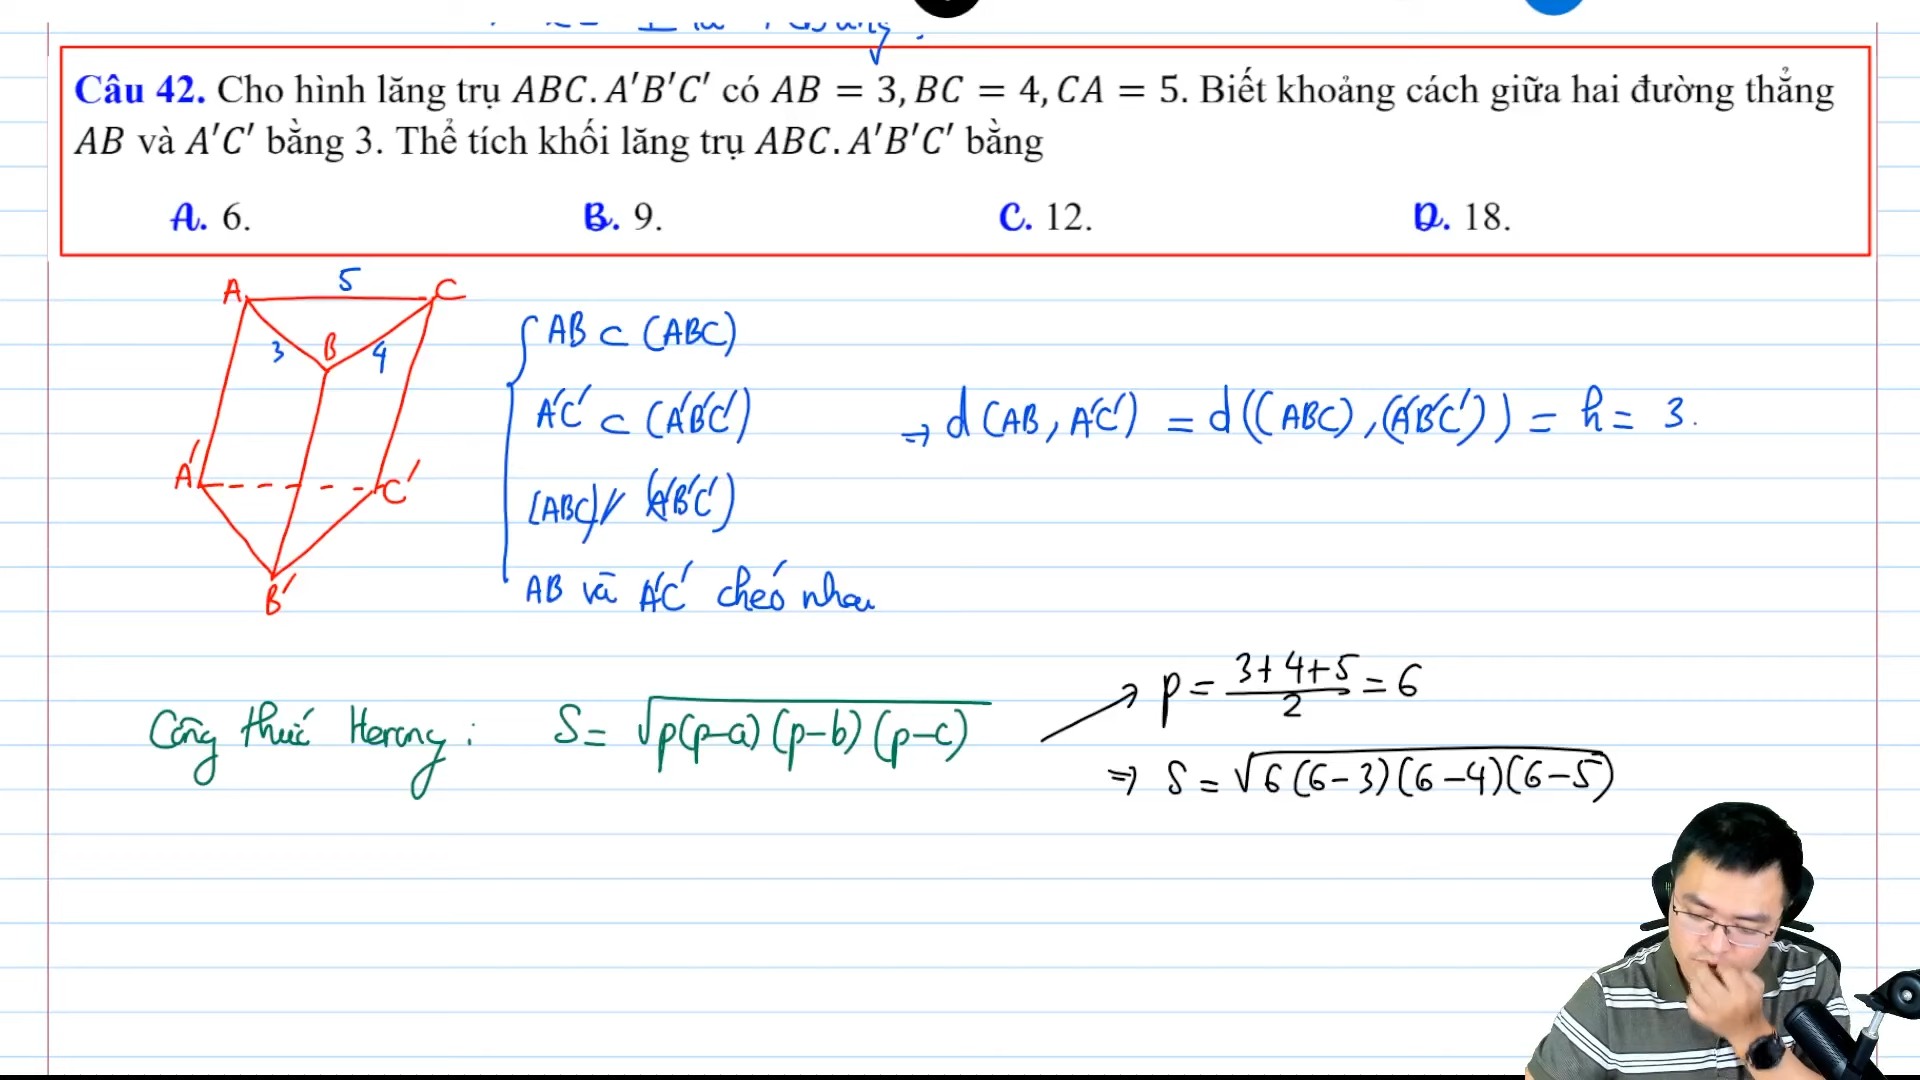 Câu 42. Cho hình lăng trụ ABC.A'B'C' có AB = 3, BC = 4, CA = 5. Biết khoảng cách giữa hai đường thẳng
AB và A'C' bằng 3. Thể tích khối lăng trụ ABC.A'B'C' bằng
A. 6. B. 9. C. 12. D. 18.
A 5 C
3 B 4
A' C'
B'
AB ⊂ (ABC)
A'C' ⊂ (A'B'C')
⇒ d(AB, A'C') = d((ABC), (A'B'C')) = h = 3.
(ABC) // (A'B'C')
AB và A'C' chéo nhau
Công thức Herong : S = √p(p-a)(p-b)(p-c)
p = 3+4+5 / 2 = 6
⇒ S = √6(6-3)(6-4)(6-5)